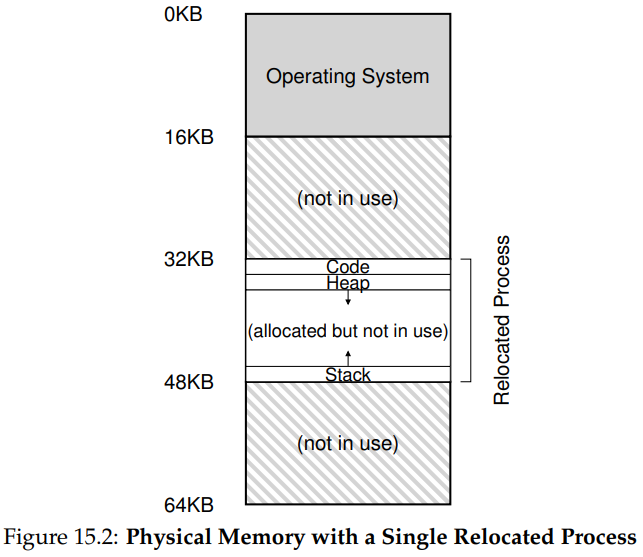 0KB
Operating System
16KB
(not in use)
32KB
Code
Heap
(allocated but not in use)
Stack
48KB
(not in use)
64KB
Relocated Process
Figure 15.2: Physical Memory with a Single Relocated Process